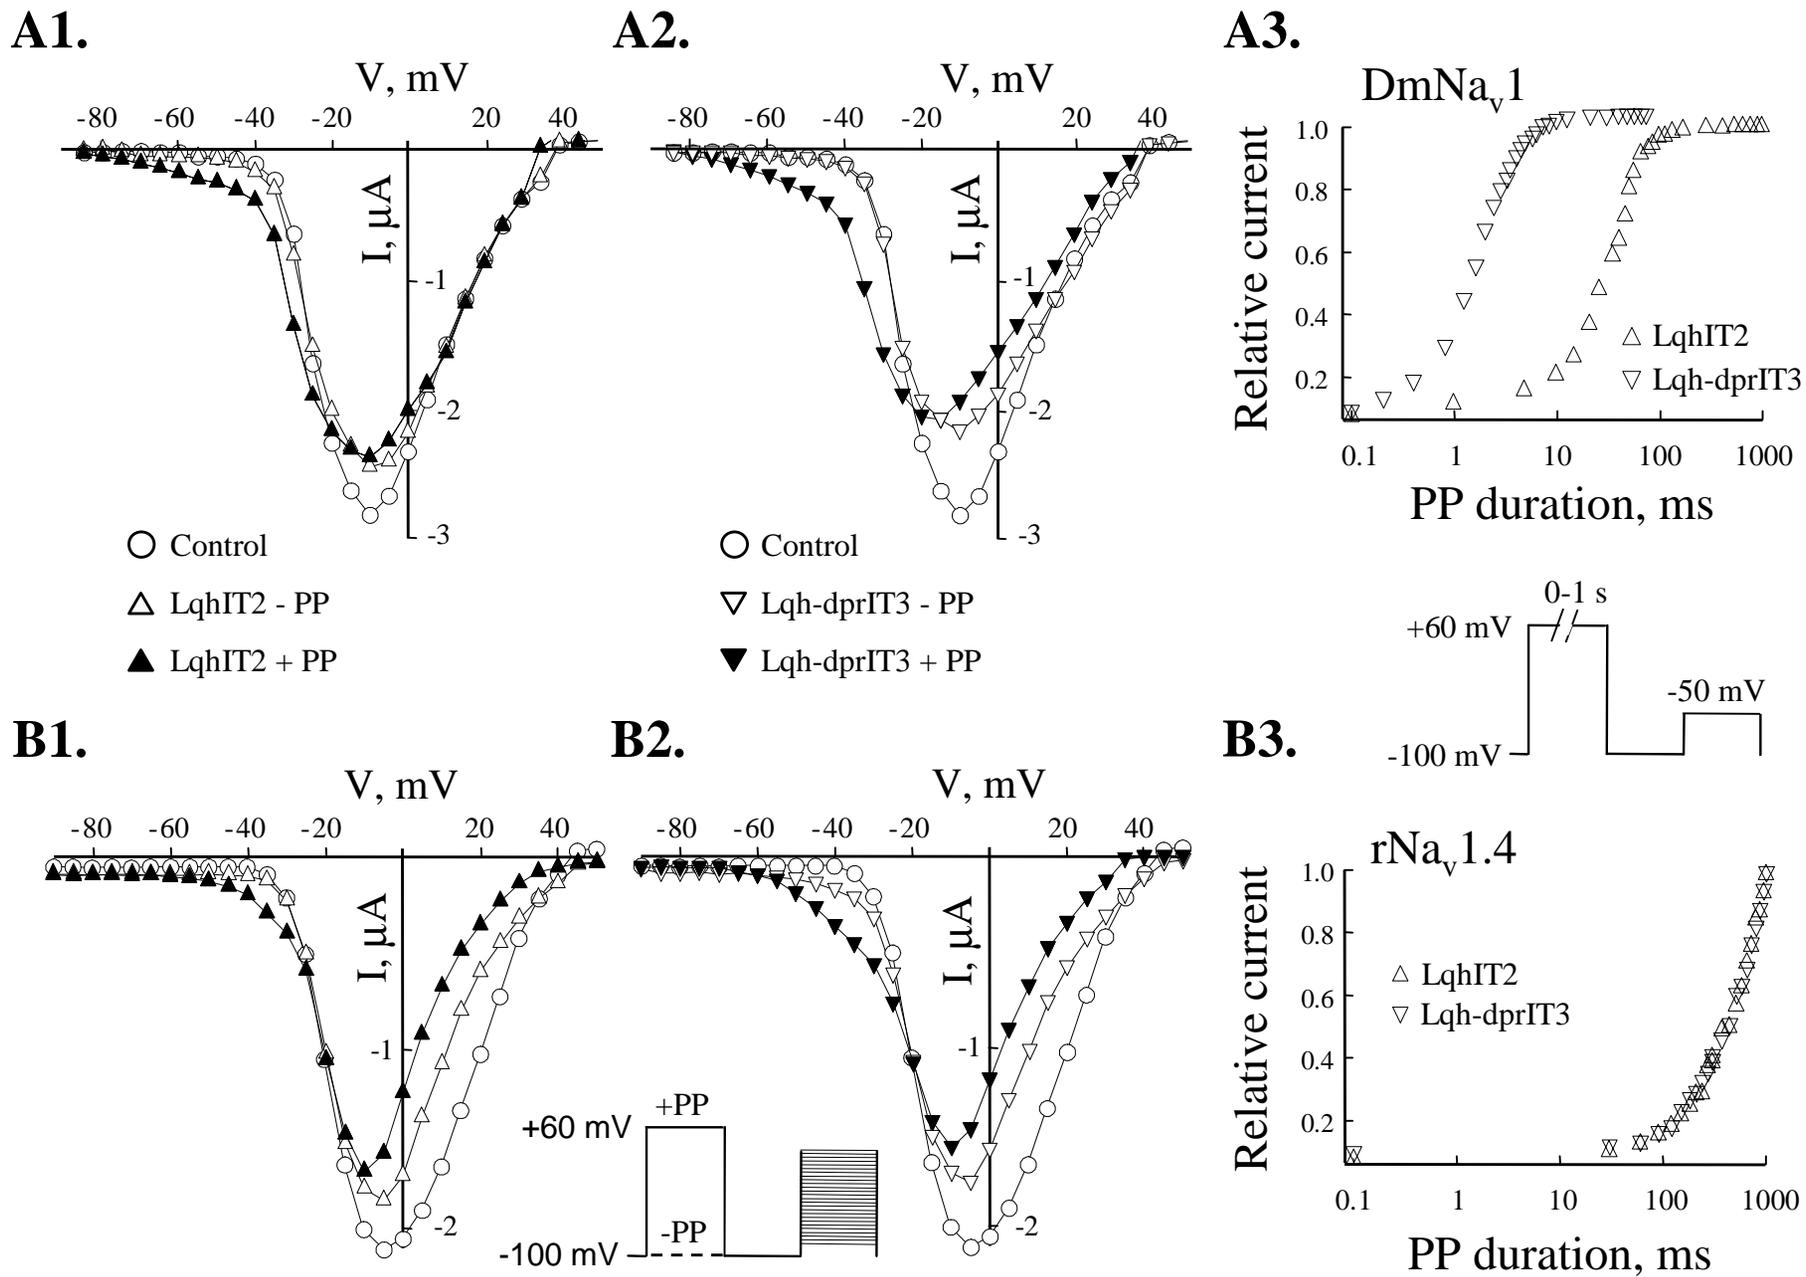 A1.
V, mV
-80 -60 -40 -20 20 40
I, μA
-1
-2
-3
Control
LqhIT2 - PP
LqhIT2 + PP
A2.
V, mV
-80 -60 -40 -20 20 40
I, μA
-1
-2
-3
Control
Lqh-dprIT3 - PP
Lqh-dprIT3 + PP
A3.
DmNav1
Relative current
1.0
0.8
0.6
0.4
0.2
LqhIT2
Lqh-dprIT3
0.1 1 10 100 1000
PP duration, ms
0-1 s
+60 mV
-50 mV
-100 mV
B1.
V, mV
-80 -60 -40 -20 20 40
I, μA
-1
-2
B2.
V, mV
-80 -60 -40 -20 20 40
I, μA
-1
-2
+PP
+60 mV
-PP
-100 mV
B3.
rNav1.4
Relative current
1.0
0.8
0.6
0.4
0.2
LqhIT2
Lqh-dprIT3
0.1 1 10 100 1000
PP duration, ms